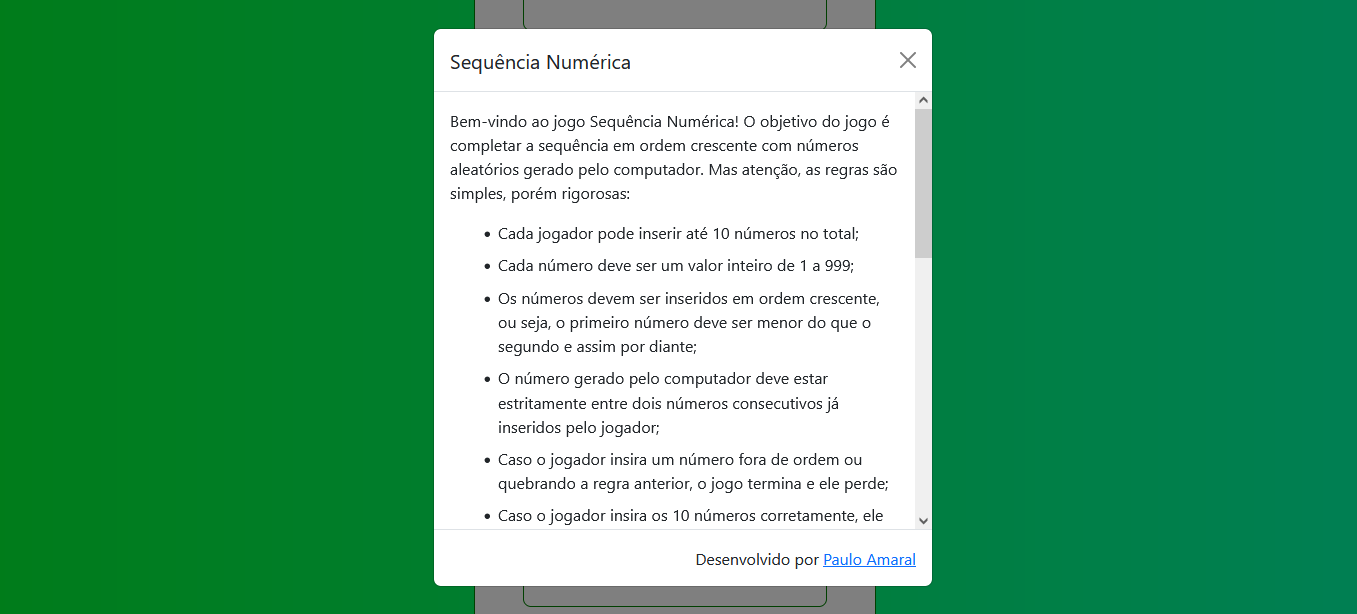 Sequência Numérica
Bem-vindo ao jogo Sequência Numérica! O objetivo do jogo é
completar a sequência em ordem crescente com números
aleatórios gerado pelo computador. Mas atenção, as regras são
simples, porém rigorosas:
• Cada jogador pode inserir até 10 números no total;
• Cada número deve ser um valor inteiro de 1 a 999;
• Os números devem ser inseridos em ordem crescente,
ou seja, o primeiro número deve ser menor do que o
segundo e assim por diante;
• O número gerado pelo computador deve estar
estritamente entre dois números consecutivos já
inseridos pelo jogador;
• Caso o jogador insira um número fora de ordem ou
quebrando a regra anterior, o jogo termina e ele perde;
• Caso o jogador insira os 10 números corretamente, ele
Desenvolvido por Paulo Amaral